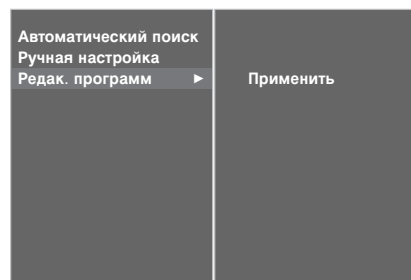 Автоматический поиск
Ручная настройка
Редак. программ ►
Применить